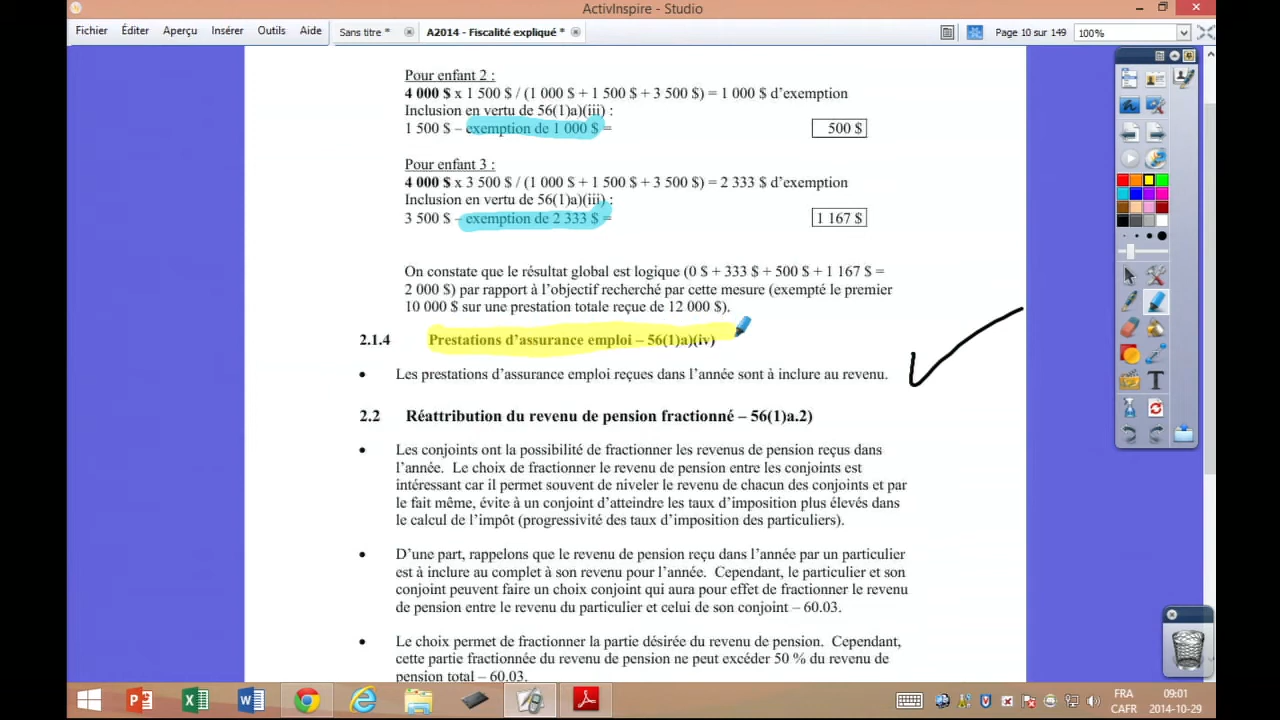 ActivInspire - Studio
Fichier Éditer Aperçu Insérer Outils Aide Sans titre * A2014 - Fiscalité expliqué * Page 10 sur 149 100%
Pour enfant 2 :
4 000 $ x 1 500 $ / (1 000 $ + 1 500 $ + 3 500 $) = 1 000 $ d’exemption
Inclusion en vertu de 56(1)a)(iii) :
1 500 $ – exemption de 1 000 $ = 500 $
Pour enfant 3 :
4 000 $ x 3 500 $ / (1 000 $ + 1 500 $ + 3 500 $) = 2 333 $ d’exemption
Inclusion en vertu de 56(1)a)(iii) :
3 500 $ – exemption de 2 333 $ = 1 167 $
On constate que le résultat global est logique (0 $ + 333 $ + 500 $ + 1 167 $ =
2 000 $) par rapport à l’objectif recherché par cette mesure (exempté le premier
10 000 $ sur une prestation totale reçue de 12 000 $).
2.1.4 Prestations d’assurance emploi – 56(1)a)(iv)
• Les prestations d’assurance emploi reçues dans l’année sont à inclure au revenu.
2.2 Réattribution du revenu de pension fractionné – 56(1)a.2)
• Les conjoints ont la possibilité de fractionner les revenus de pension reçus dans
l’année. Le choix de fractionner le revenu de pension entre les conjoints est
intéressant car il permet souvent de niveler le revenu de chacun des conjoints et par
le fait même, évite à un conjoint d’atteindre les taux d’imposition plus élevés dans
le calcul de l’impôt (progressivité des taux d’imposition des particuliers).
• D’une part, rappelons que le revenu de pension reçu dans l’année par un particulier
est à inclure au complet à son revenu pour l’année. Cependant, le particulier et son
conjoint peuvent faire un choix conjoint qui aura pour effet de fractionner le revenu
de pension entre le revenu du particulier et celui de son conjoint – 60.03.
• Le choix permet de fractionner la partie désirée du revenu de pension. Cependant,
cette partie fractionnée du revenu de pension ne peut excéder 50 % du revenu de
pension total – 60.03.
FRA 09:01
CAFR 2014-10-29